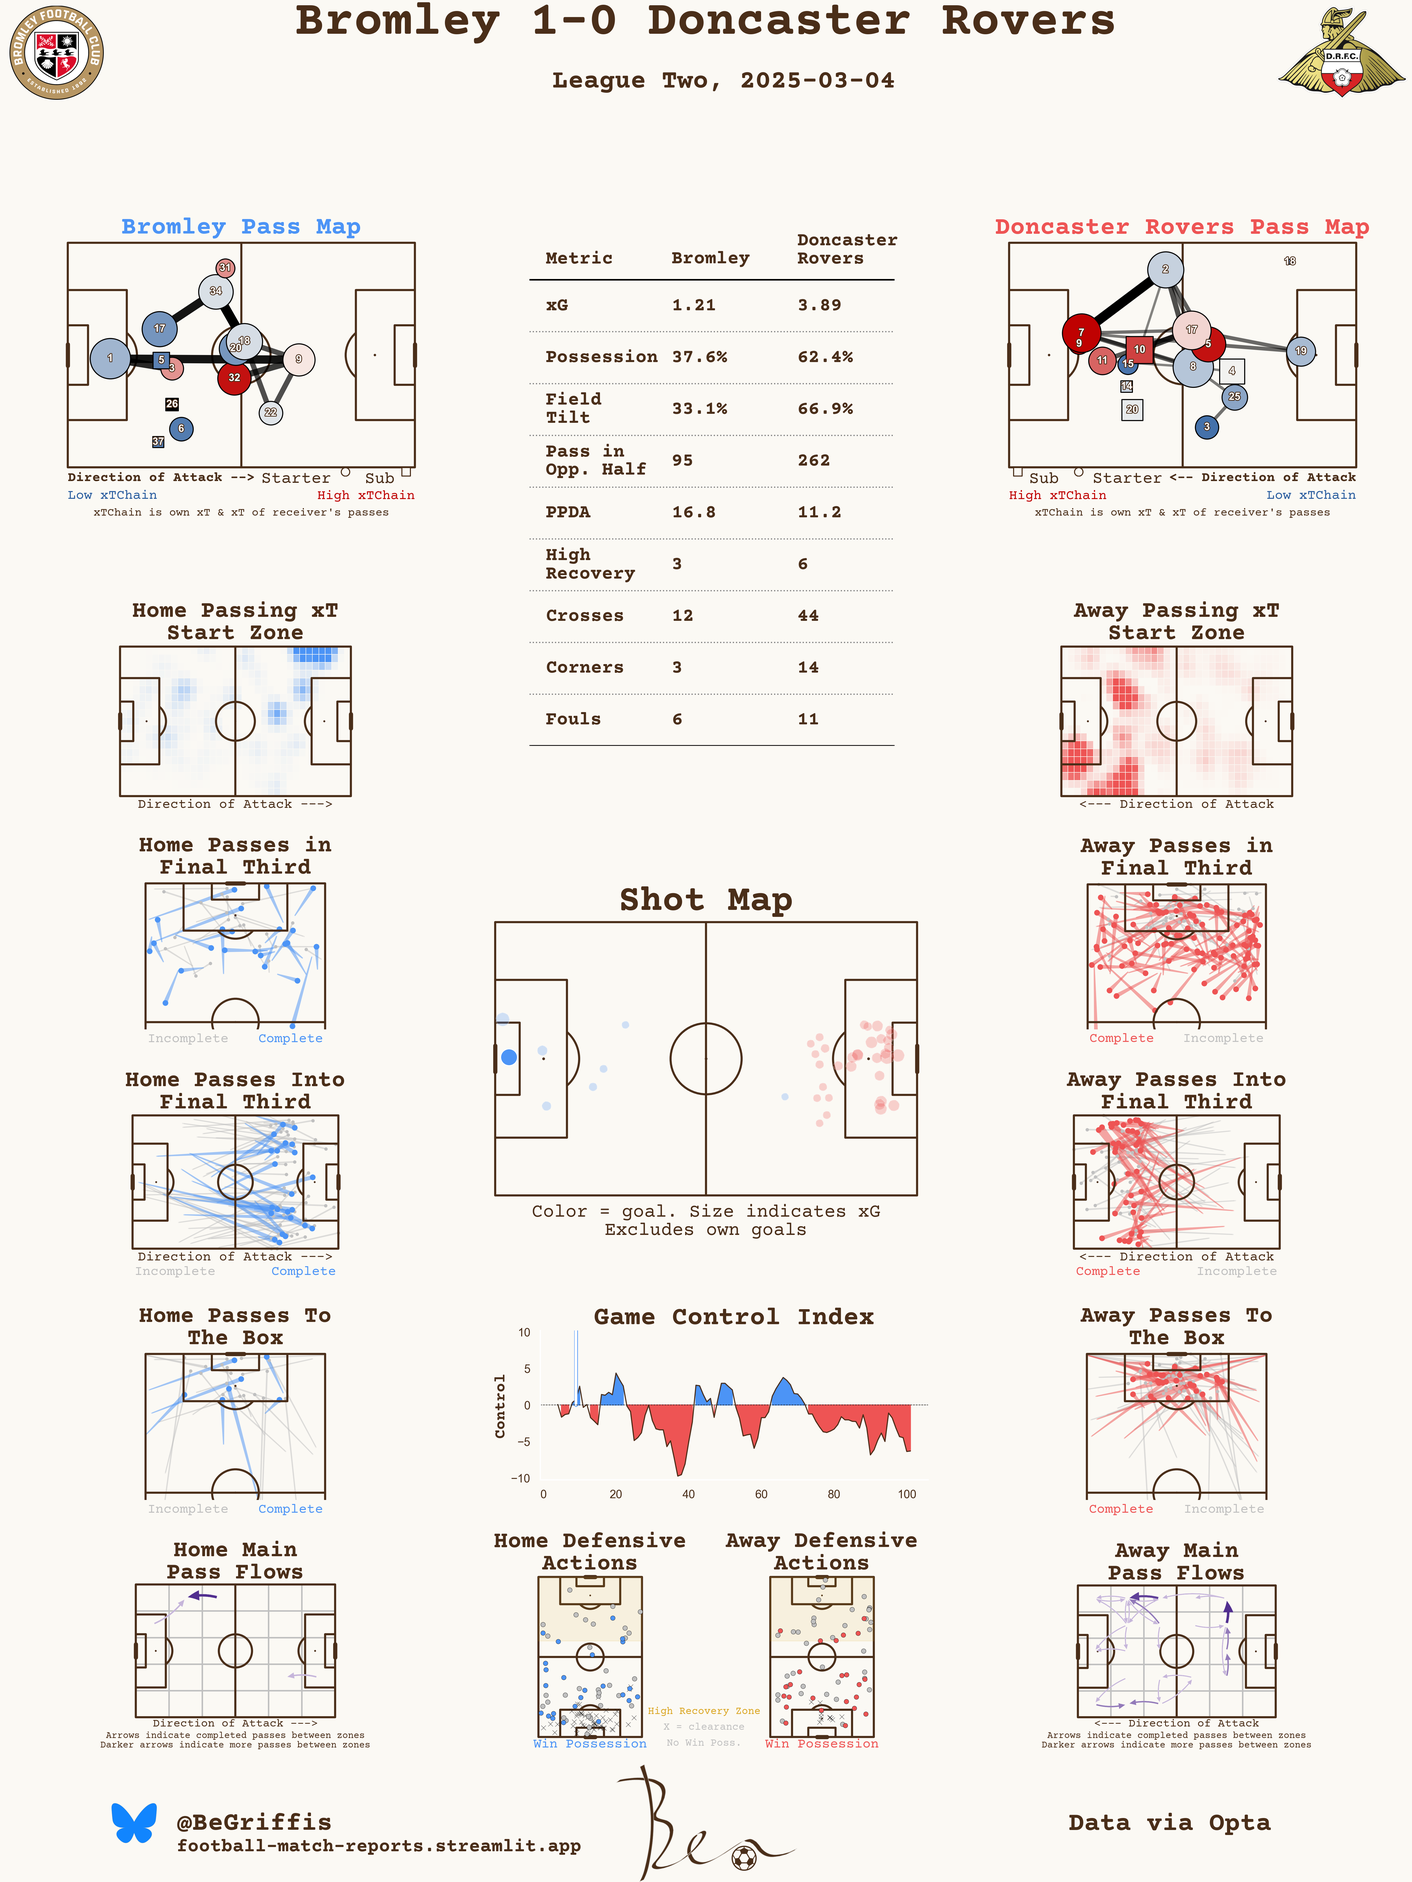 Bromley 1-0 Doncaster Rovers
League Two, 2025-03-04
BROMLEY FOOTBALL CLUB
ESTABLISHED 1892
D.R.F.C.
Bromley Pass Map
31
34
17
18
20
1
5
3
9
32
26
22
6
37
Direction of Attack --> Starter Sub
Low xTChain High xTChain
xTChain is own xT & xT of receiver's passes
Metric Bromley Doncaster Rovers
xG 1.21 3.89
Possession 37.6% 62.4%
Field Tilt 33.1% 66.9%
Pass in Opp. Half 95 262
PPDA 16.8 11.2
High Recovery 3 6
Crosses 12 44
Corners 3 14
Fouls 6 11
Doncaster Rovers Pass Map
18
2
7
9
17
5
10
11
15
19
8
4
14
25
20
3
Sub Starter <-- Direction of Attack
High xTChain Low xTChain
xTChain is own xT & xT of receiver's passes
Home Passing xT
Start Zone
Direction of Attack --->
Away Passing xT
Start Zone
<--- Direction of Attack
Home Passes in
Final Third
Incomplete Complete
Away Passes in
Final Third
Complete Incomplete
Shot Map
Color = goal. Size indicates xG
Excludes own goals
Home Passes Into
Final Third
Direction of Attack --->
Incomplete Complete
Away Passes Into
Final Third
<--- Direction of Attack
Complete Incomplete
Home Passes To
The Box
Incomplete Complete
Game Control Index
Control
10
5
0
−5
−10
0 20 40 60 80 100
Away Passes To
The Box
Complete Incomplete
Home Main
Pass Flows
Direction of Attack --->
Arrows indicate completed passes between zones
Darker arrows indicate more passes between zones
Home Defensive
Actions
Win Possession
Away Defensive
Actions
Win Possession
High Recovery Zone
X = clearance
No Win Poss.
Away Main
Pass Flows
<--- Direction of Attack
Arrows indicate completed passes between zones
Darker arrows indicate more passes between zones
@BeGriffis
football-match-reports.streamlit.app
Ben
Data via Opta